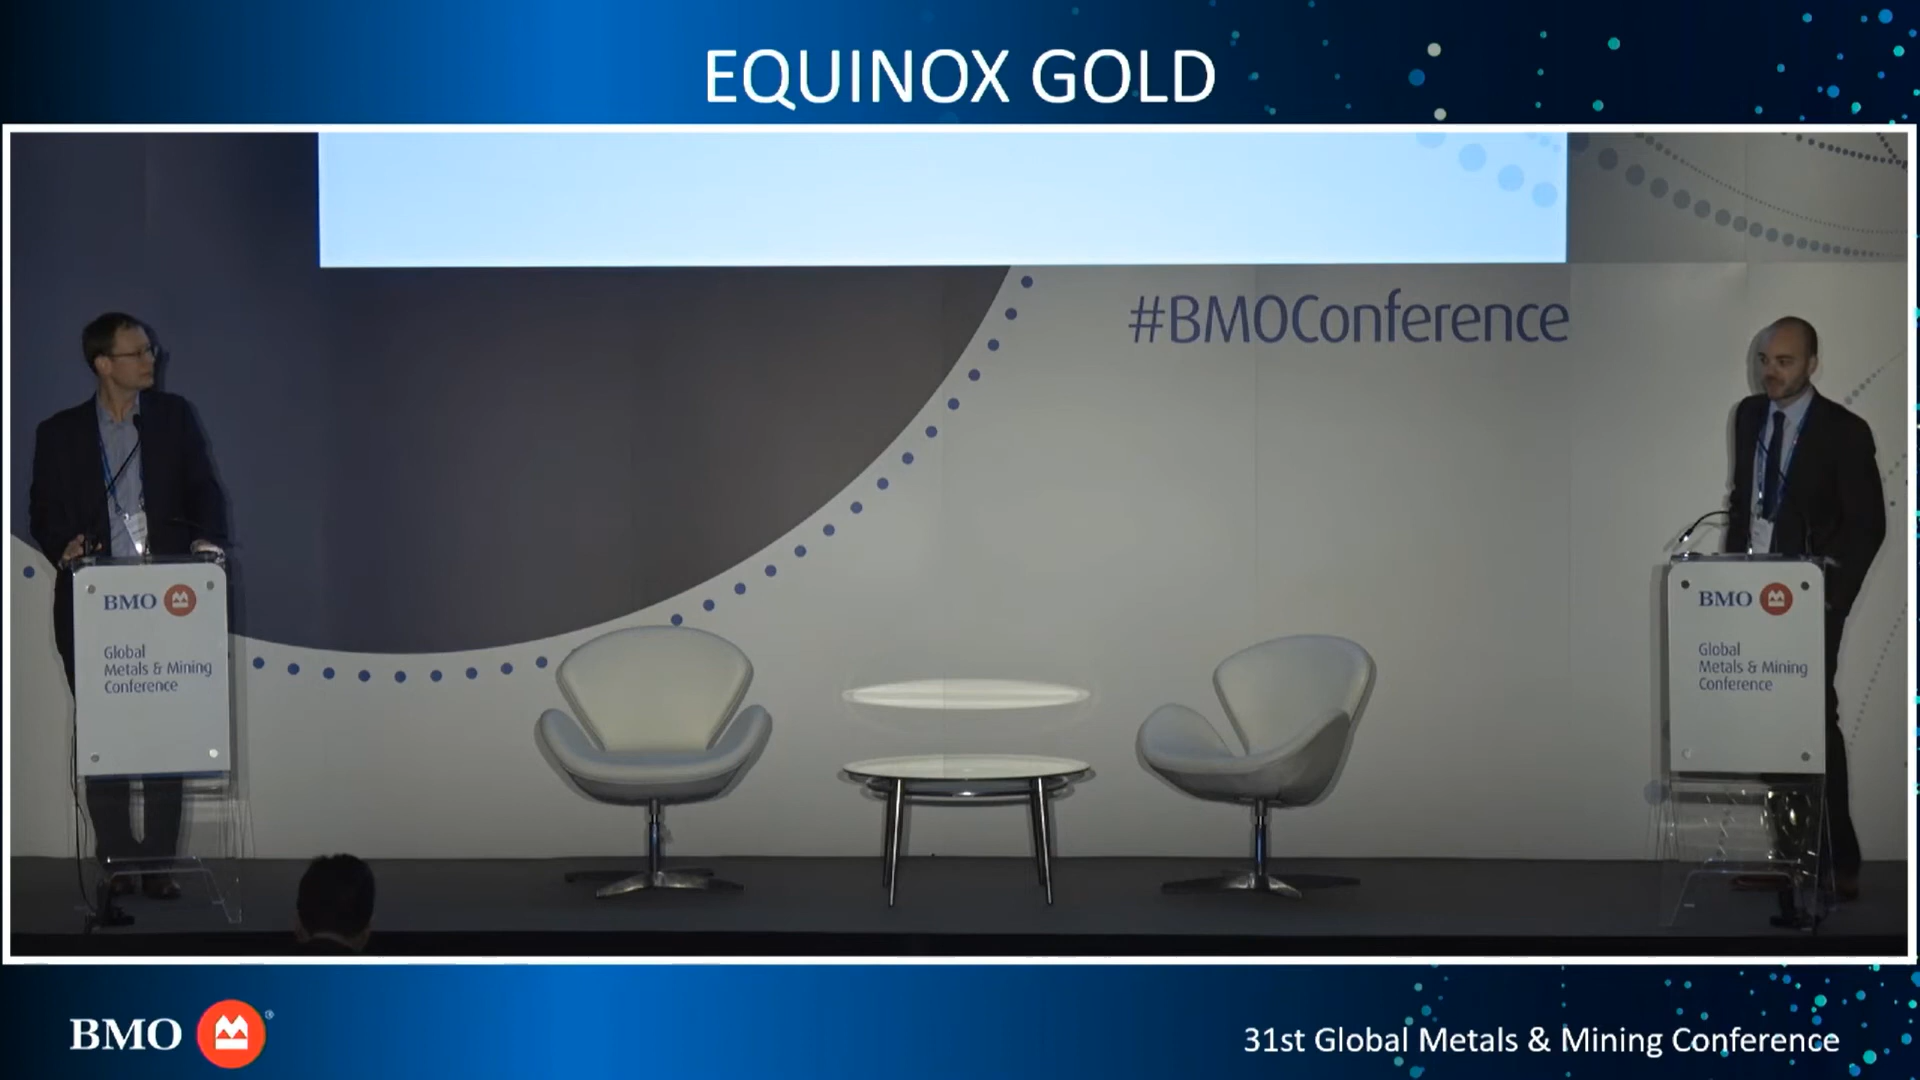 EQUINOX GOLD
#BMOConference
BMO
Global
Metals & Mining
Conference
BMO
Global
Metals & Mining
Conference
BMO
31st Global Metals & Mining Conference